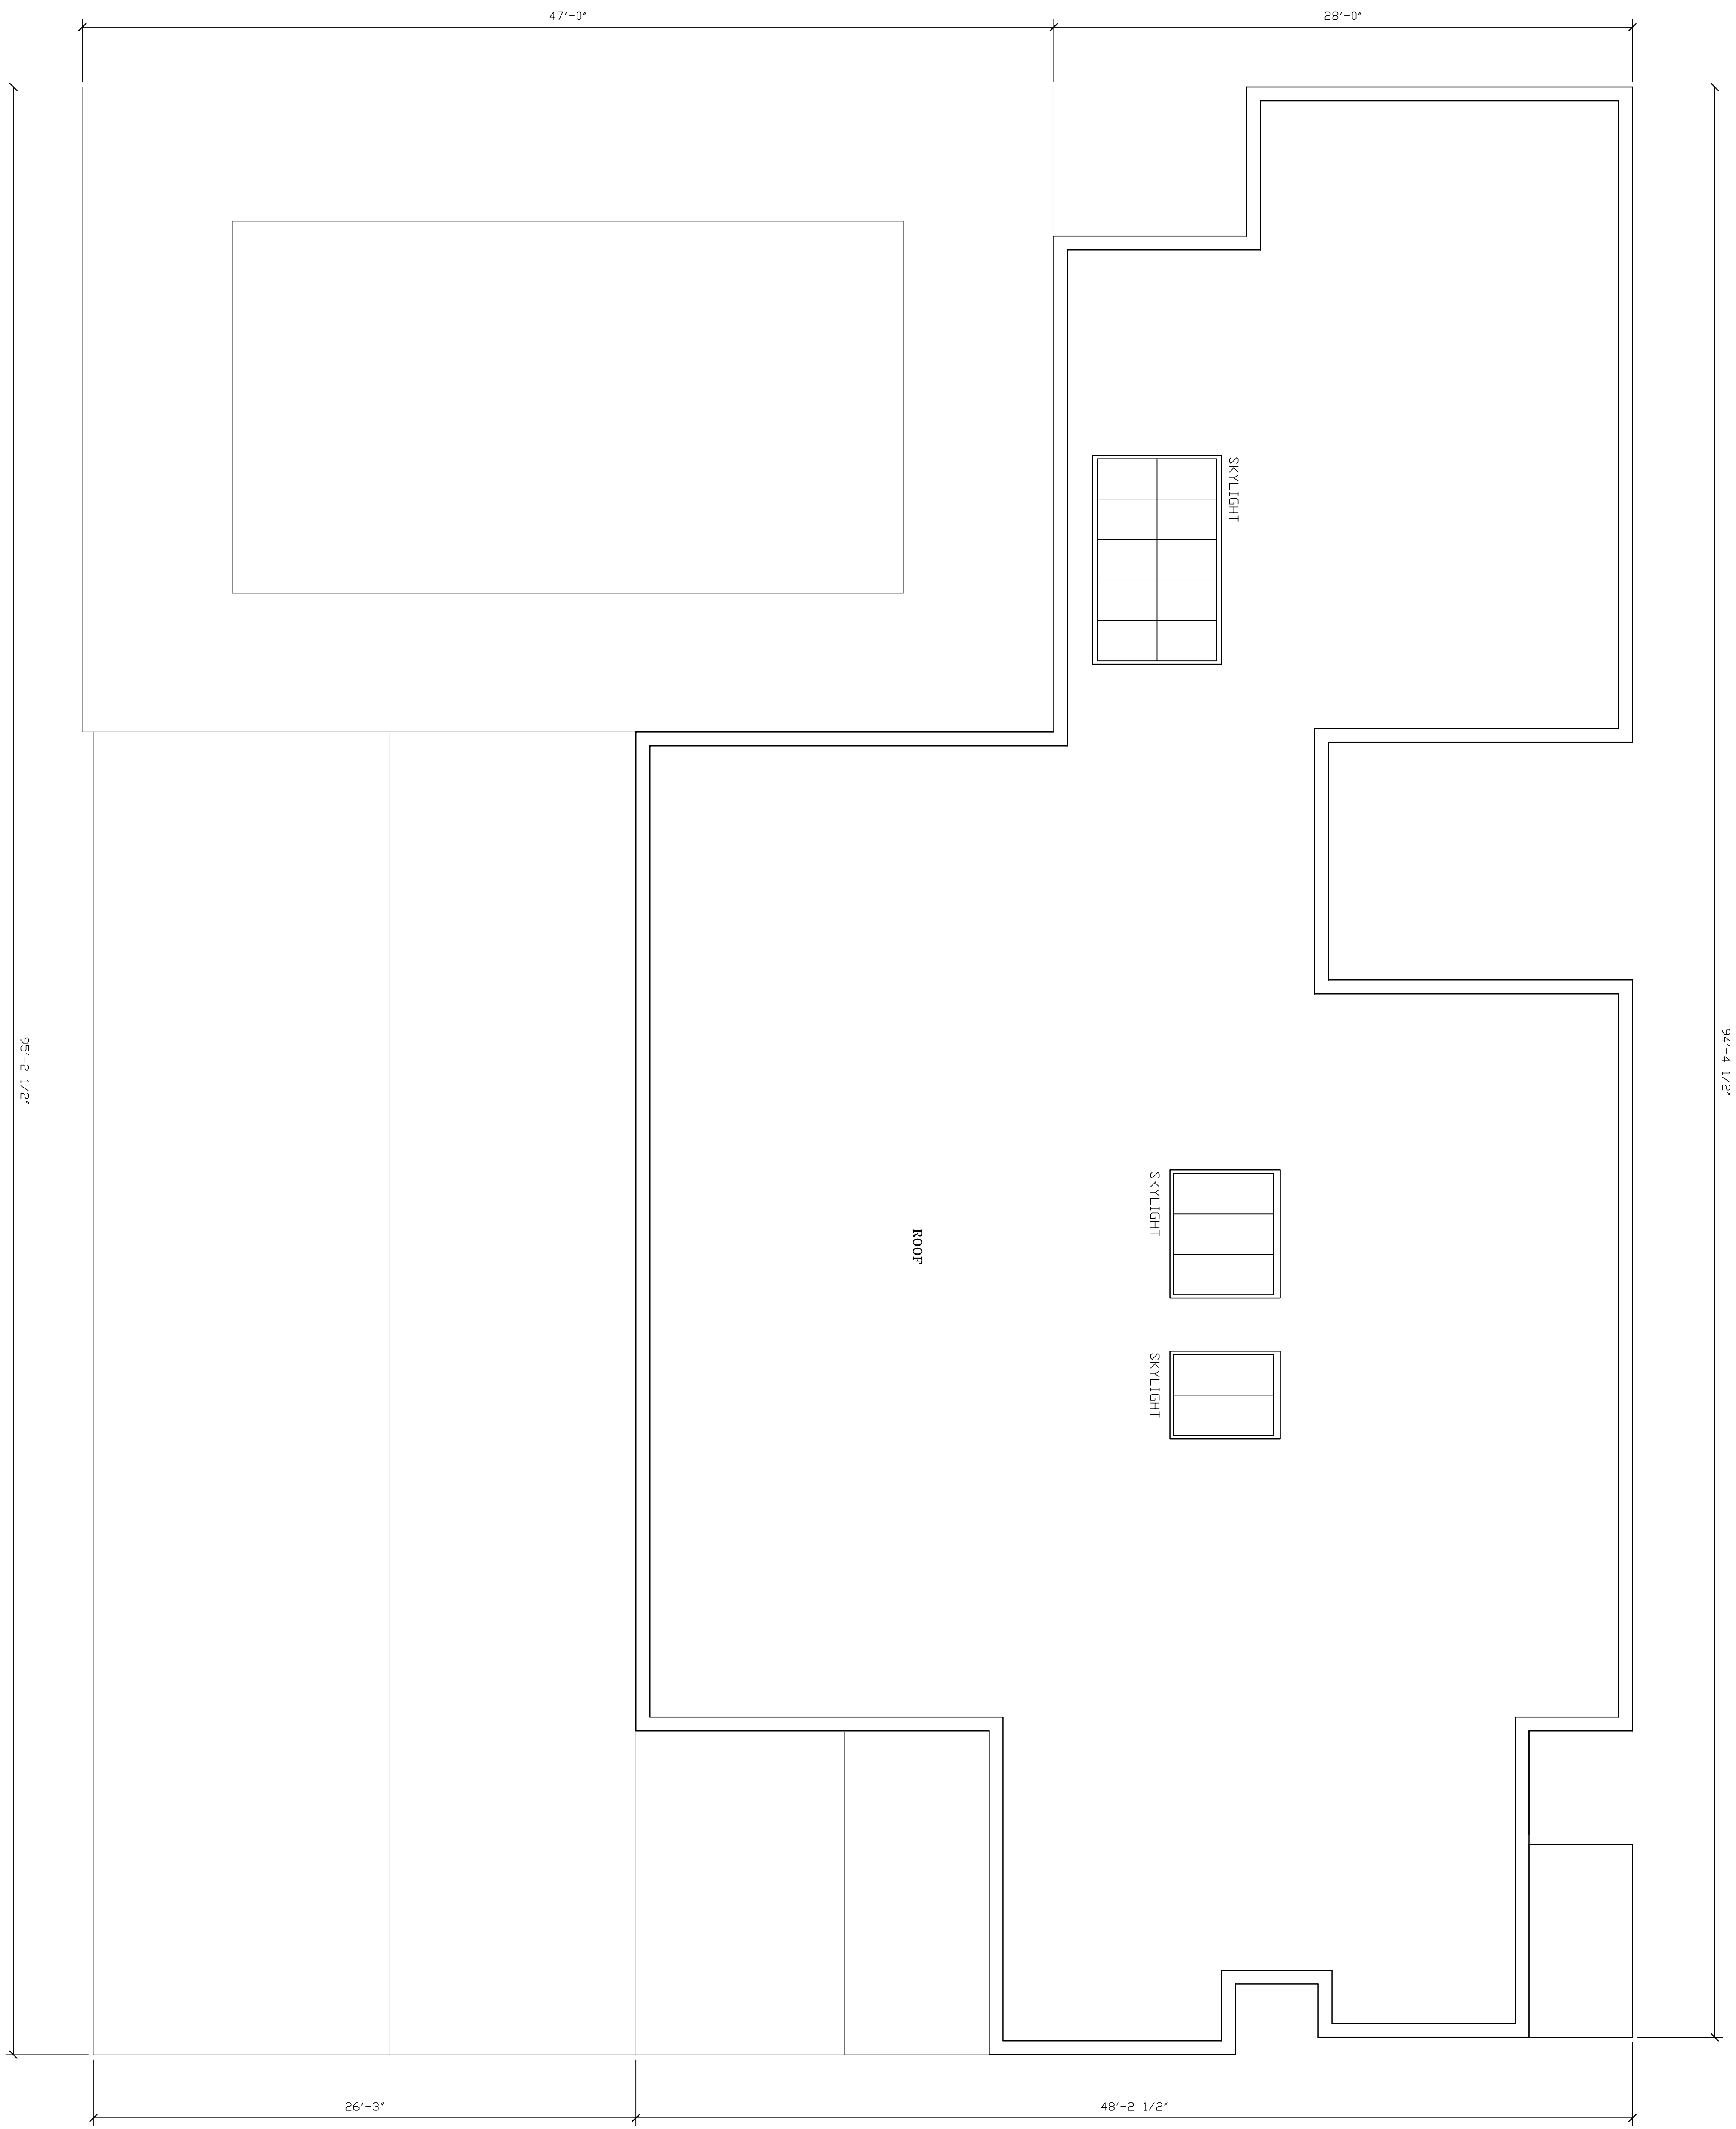 47'-0"
28'-0"
SKYLIGHT
95'-2 1/2"
94'-4 1/2"
SKYLIGHT
ROOF
SKYLIGHT
26'-3"
48'-2 1/2"